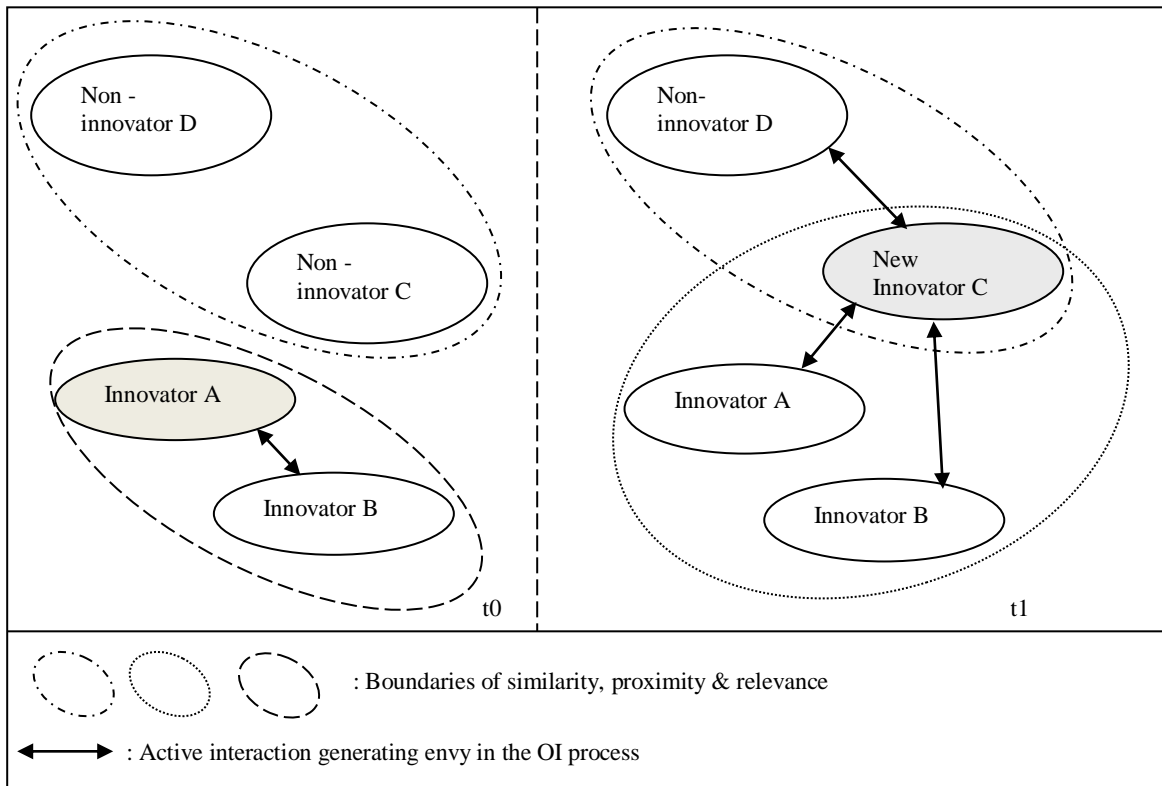 Non -
innovator D
Non -
innovator C
Innovator A
Innovator B
t0
Non-
innovator D
New
Innovator C
Innovator A
Innovator B
t1
: Boundaries of similarity, proximity & relevance
: Active interaction generating envy in the OI process